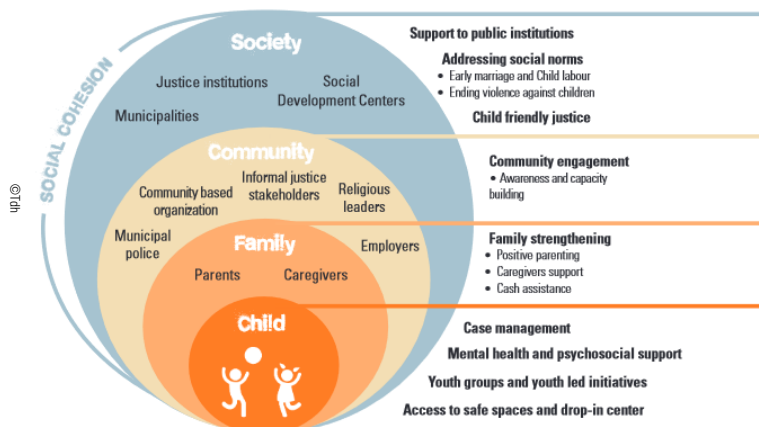 SOCIAL COHESION
©Tdh
Society
Justice institutions
Social
Development Centers
Municipalities
Community
Informal justice
stakeholders
Community based
organization
Religious
leaders
Municipal
police
Employers
Family
Parents
Caregivers
Child
Support to public institutions
Addressing social norms
• Early marriage and Child labour
• Ending violence against children
Child friendly justice
Community engagement
• Awareness and capacity
building
Family strengthening
• Positive parenting
• Caregivers support
• Cash assistance
Case management
Mental health and psychosocial support
Youth groups and youth led initiatives
Access to safe spaces and drop-in center